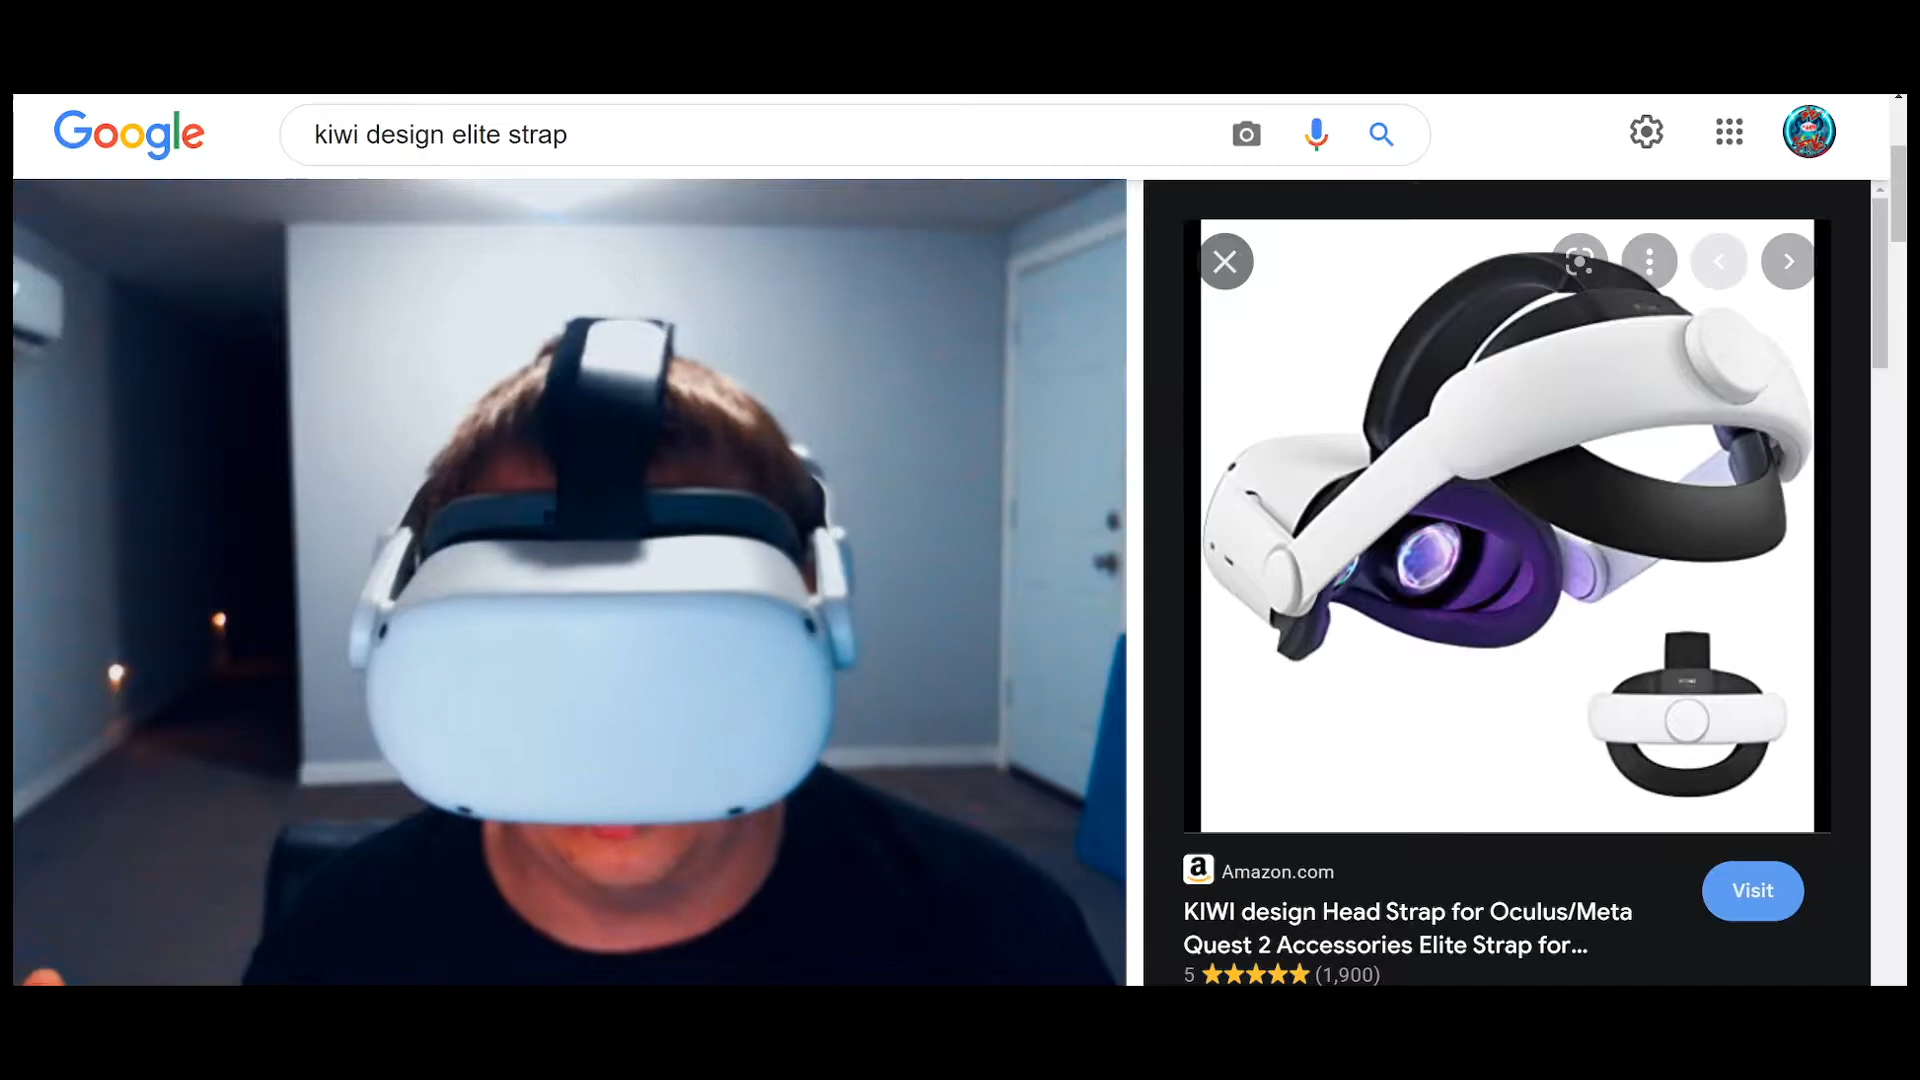 Google
kiwi design elite strap
Amazon.com
Visit
KIWI design Head Strap for Oculus/Meta
Quest 2 Accessories Elite Strap for...
5 (1,900)